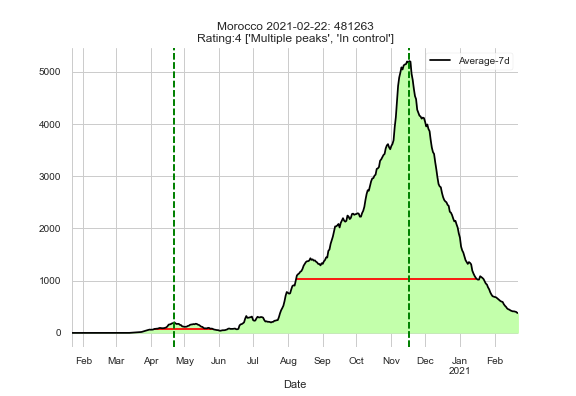 Morocco 2021-02-22: 481263
Rating:4 ['Multiple peaks', 'In control']
Average-7d
5000
4000
3000
2000
1000
0
Feb Mar Apr May Jun Jul Aug Sep Oct Nov Dec Jan Feb
2021
Date